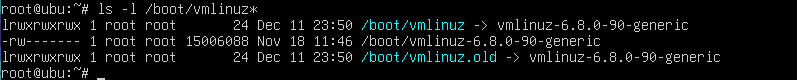 root@ubu:~# ls -l /boot/vmlinuz*
lrwxrwxrwx 1 root root       24 Dec 11 23:50 /boot/vmlinuz -> vmlinuz-6.8.0-90-generic
-rw------- 1 root root 15006088 Nov 18 11:46 /boot/vmlinuz-6.8.0-90-generic
lrwxrwxrwx 1 root root       24 Dec 11 23:50 /boot/vmlinuz.old -> vmlinuz-6.8.0-90-generic
root@ubu:~# _